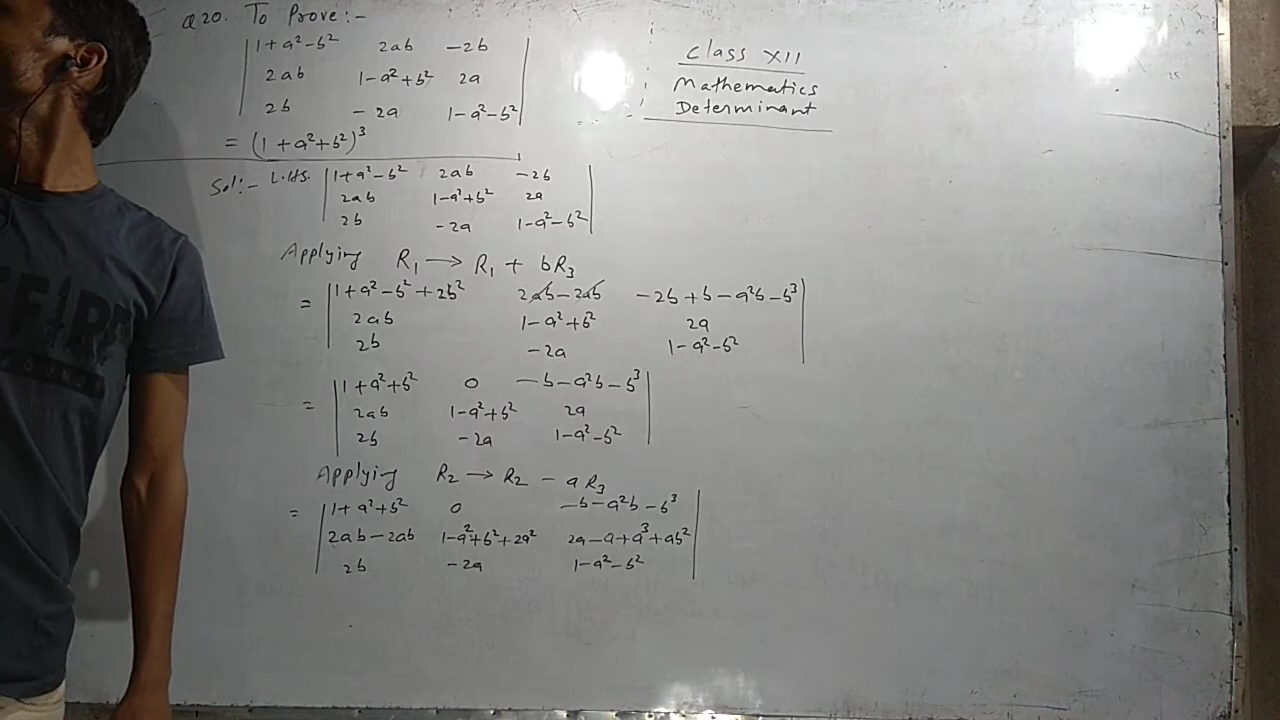 Q20. To Prove:-
1+a²-b² 2ab -2b
2ab 1-a²+b² 2a
2b -2a 1-a²-b²
= (1+a²+b²)³
Class XII
Mathematics
Determinant
Sol:- L.H.S. 1+a²-b² 2ab -2b
2ab 1-a²+b² 2a
2b -2a 1-a²-b²
Applying R₁ → R₁ + bR₃
= 1+a²-b²+2b² 2ab-2ab -2b+b-a²b-b³
2ab 1-a²+b² 2a
2b -2a 1-a²-b²
= 1+a²+b² 0 -b-a²b-b³
2ab 1-a²+b² 2a
2b -2a 1-a²-b²
Applying R₂ → R₂ - aR₃
= 1+a²+b² 0 -b-a²b-b³
2ab-2ab 1-a²+b²+2a² 2a-a+a³+ab²
2b -2a 1-a²-b²